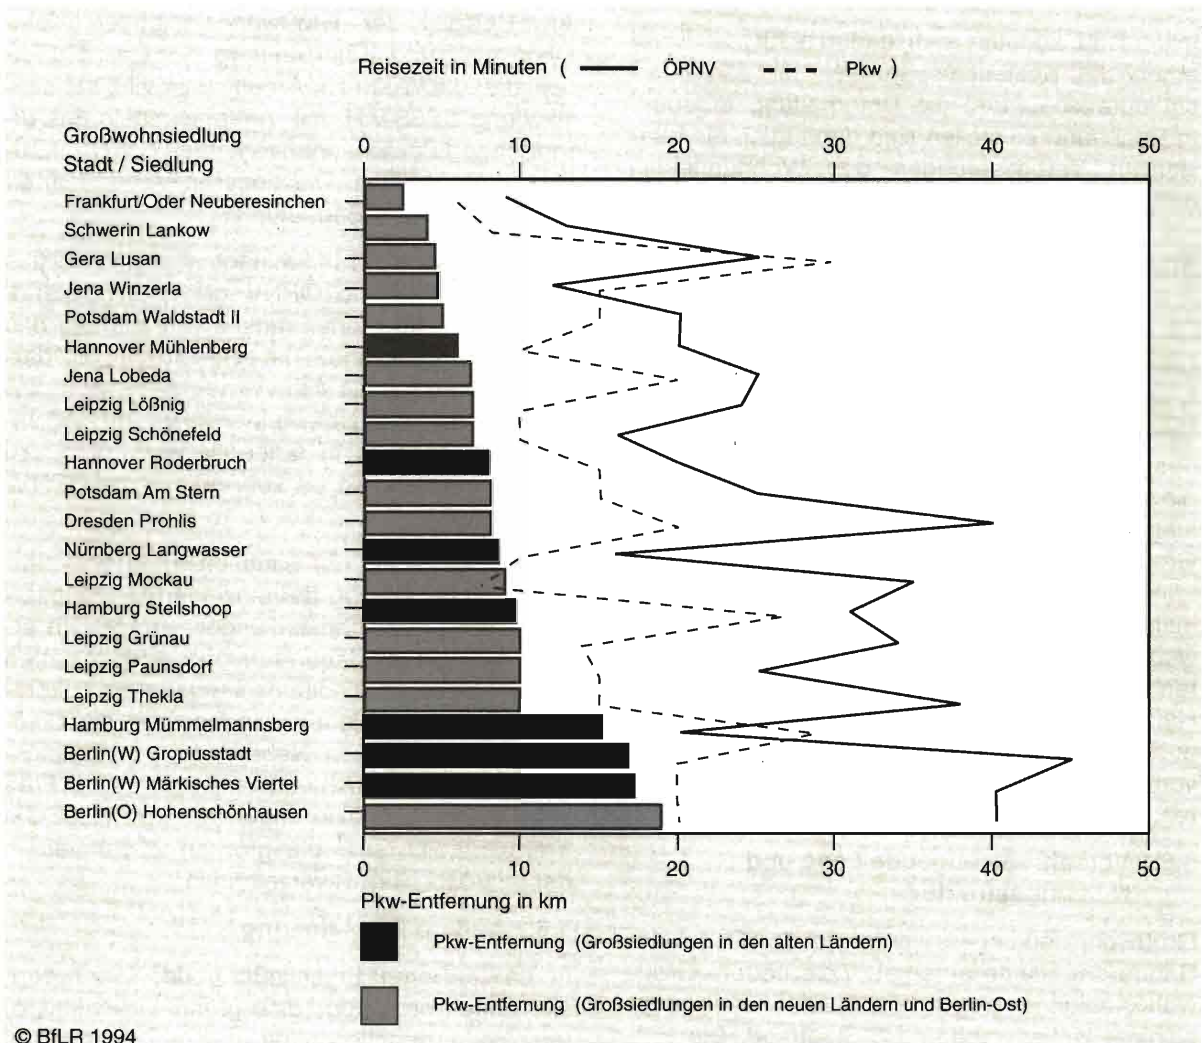 Reisezeit in Minuten ( ÖPNV Pkw )
Großwohnsiedlung
Stadt / Siedlung
0 10 20 30 40 50
Frankfurt/Oder Neuberesinchen
Schwerin Lankow
Gera Lusan
Jena Winzerla
Potsdam Waldstadt II
Hannover Mühlenberg
Jena Lobeda
Leipzig Lößnig
Leipzig Schönefeld
Hannover Roderbruch
Potsdam Am Stern
Dresden Prohlis
Nürnberg Langwasser
Leipzig Mockau
Hamburg Steilshoop
Leipzig Grünau
Leipzig Paunsdorf
Leipzig Thekla
Hamburg Mümmelmannsberg
Berlin(W) Gropiusstadt
Berlin(W) Märkisches Viertel
Berlin(O) Hohenschönhausen
0 10 20 30 40 50
Pkw-Entfernung in km
Pkw-Entfernung (Großsiedlungen in den alten Ländern)
Pkw-Entfernung (Großsiedlungen in den neuen Ländern und Berlin-Ost)
© BfLR 1994